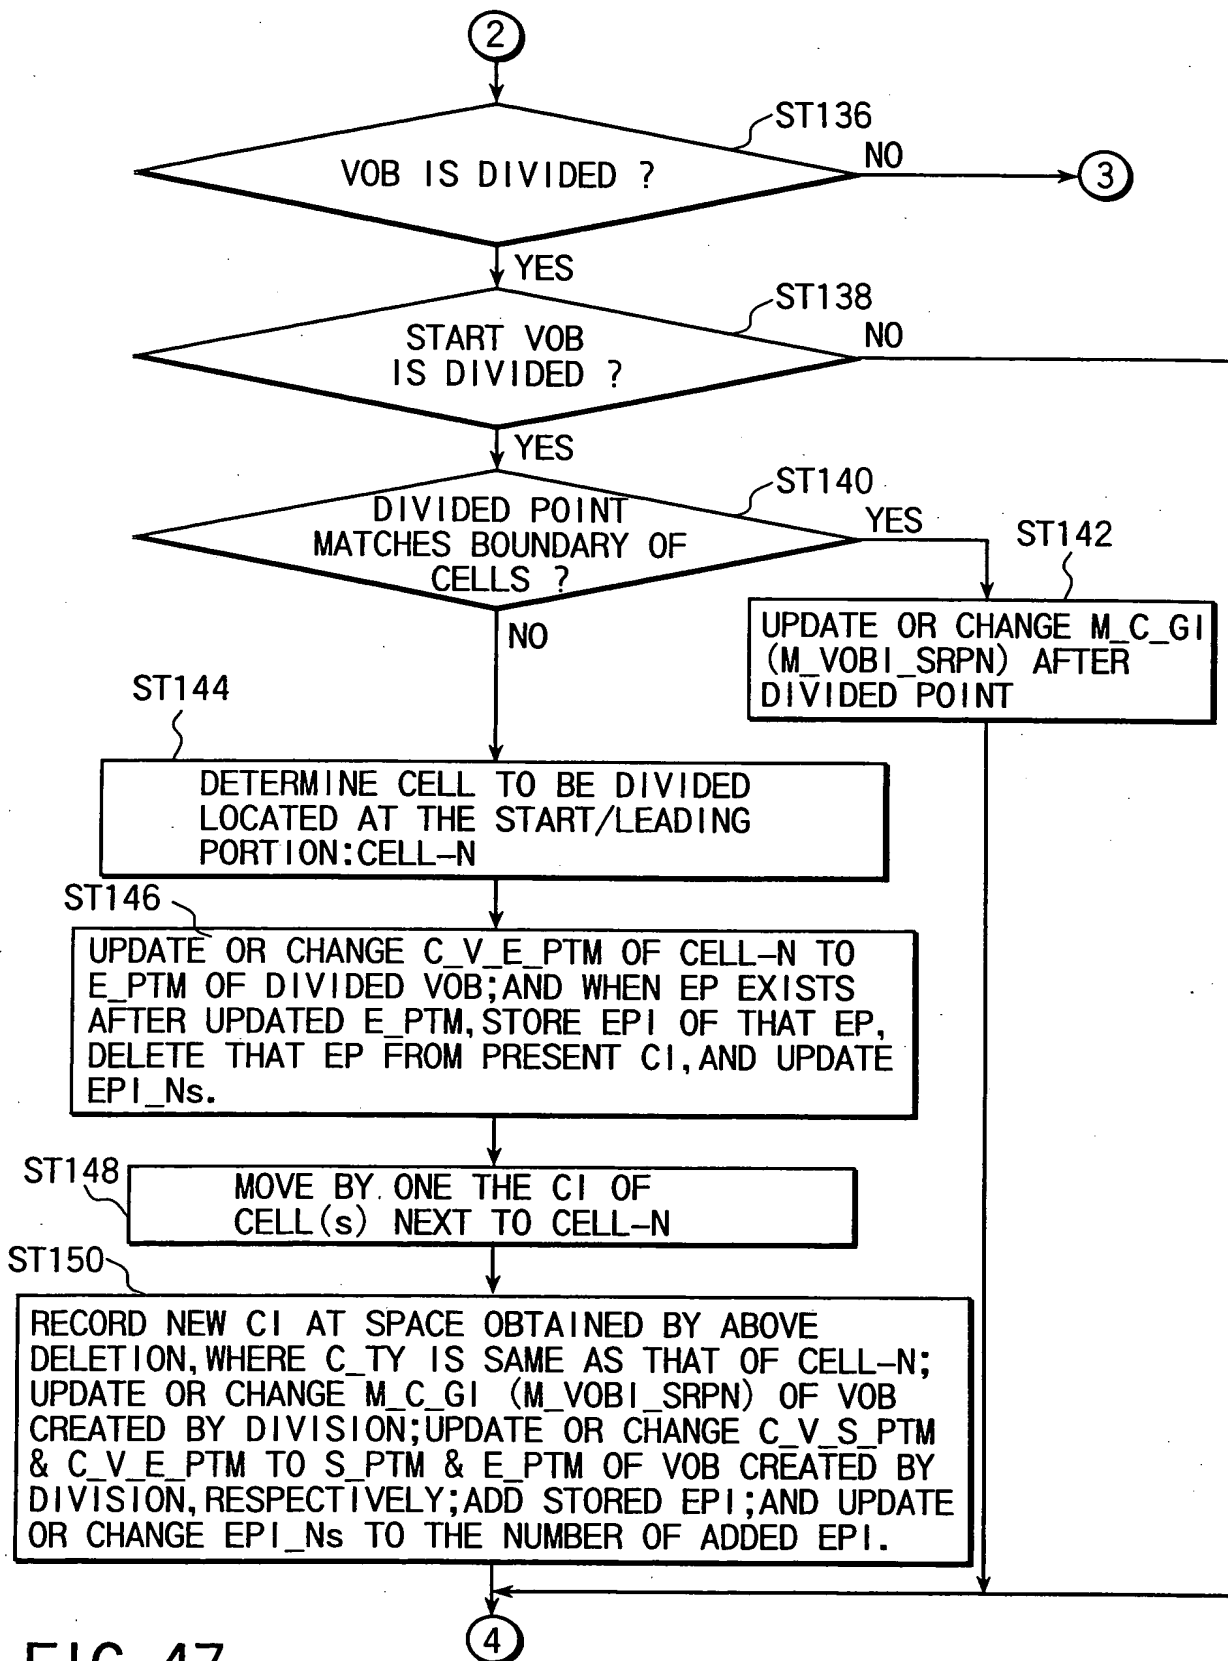 2
ST136
VOB IS DIVIDED ?
NO
3
YES
ST138
START VOB
IS DIVIDED ?
NO
YES
ST140
DIVIDED POINT
MATCHES BOUNDARY OF
CELLS ?
YES
ST142
NO
UPDATE OR CHANGE M_C_GI
(M_VOBI_SRPN) AFTER
DIVIDED POINT
ST144
DETERMINE CELL TO BE DIVIDED
LOCATED AT THE START/LEADING
PORTION:CELL-N
ST146
UPDATE OR CHANGE C_V_E_PTM OF CELL-N TO
E_PTM OF DIVIDED VOB;AND WHEN EP EXISTS
AFTER UPDATED E_PTM,STORE EPI OF THAT EP,
DELETE THAT EP FROM PRESENT CI,AND UPDATE
EPI_Ns.
ST148
MOVE BY ONE THE CI OF
CELL(s) NEXT TO CELL-N
ST150
RECORD NEW CI AT SPACE OBTAINED BY ABOVE
DELETION,WHERE C_TY IS SAME AS THAT OF CELL-N;
UPDATE OR CHANGE M_C_GI (M_VOBI_SRPN) OF VOB
CREATED BY DIVISION;UPDATE OR CHANGE C_V_S_PTM
& C_V_E_PTM TO S_PTM & E_PTM OF VOB CREATED BY
DIVISION,RESPECTIVELY;ADD STORED EPI;AND UPDATE
OR CHANGE EPI_Ns TO THE NUMBER OF ADDED EPI.
4
FIG. 47